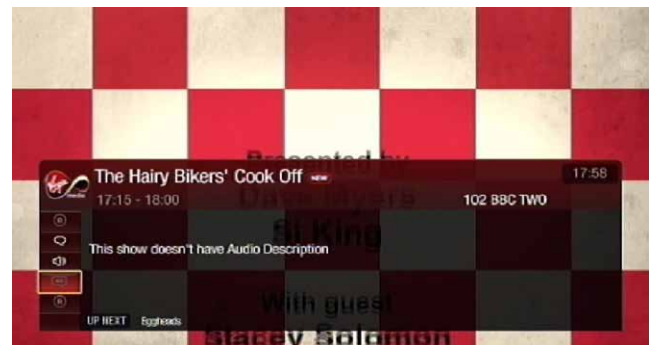 Presented by
The Hairy Bikers' Cook Off NEW
17:58
17:15 - 18:00
Dave Myers
102 BBC TWO
Si King
This show doesn't have Audio Description
With guest
UP NEXT Eggheads
Stacey Solomon